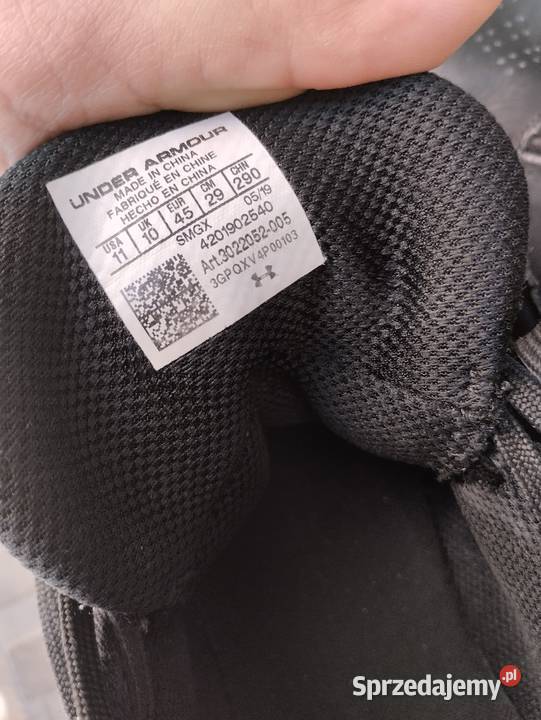 UNDER ARMOUR
MADE IN CHINA
FABRIQUÉ EN CHINE
HECHO EN CHINA
USA UK EUR CM CHN
11 10 45 29 290
SMGX 05/19
4201902540
Art.3022052-005
3GPQXV4P00103
Sprzedajemy.pl